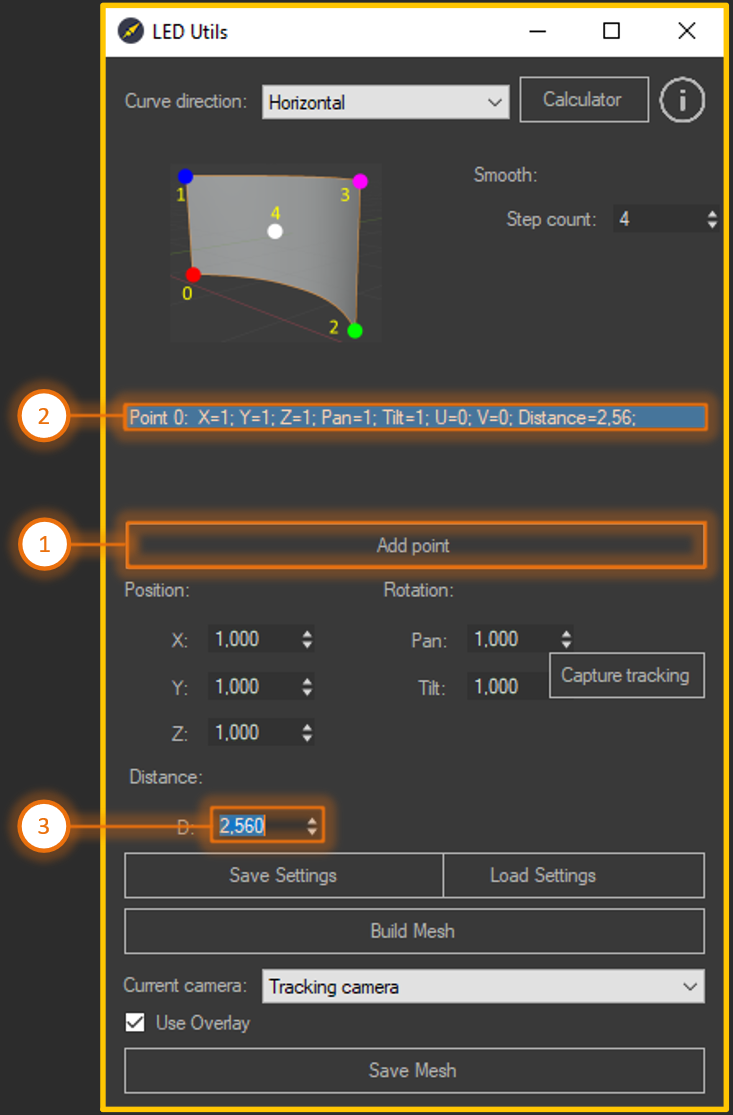 LED Utils
Curve direction: Horizontal Calculator i
1 3 Smooth:
4 Step count: 4
0
2
2 Point 0: X=1; Y=1; Z=1; Pan=1; Tilt=1; U=0; V=0; Distance=2,56;
1 Add point
Position: Rotation:
X: 1,000 Pan: 1,000
Y: 1,000 Tilt: 1,000 Capture tracking
Z: 1,000
Distance:
3 D: 2,560
Save Settings Load Settings
Build Mesh
Current camera: Tracking camera
Use Overlay
Save Mesh